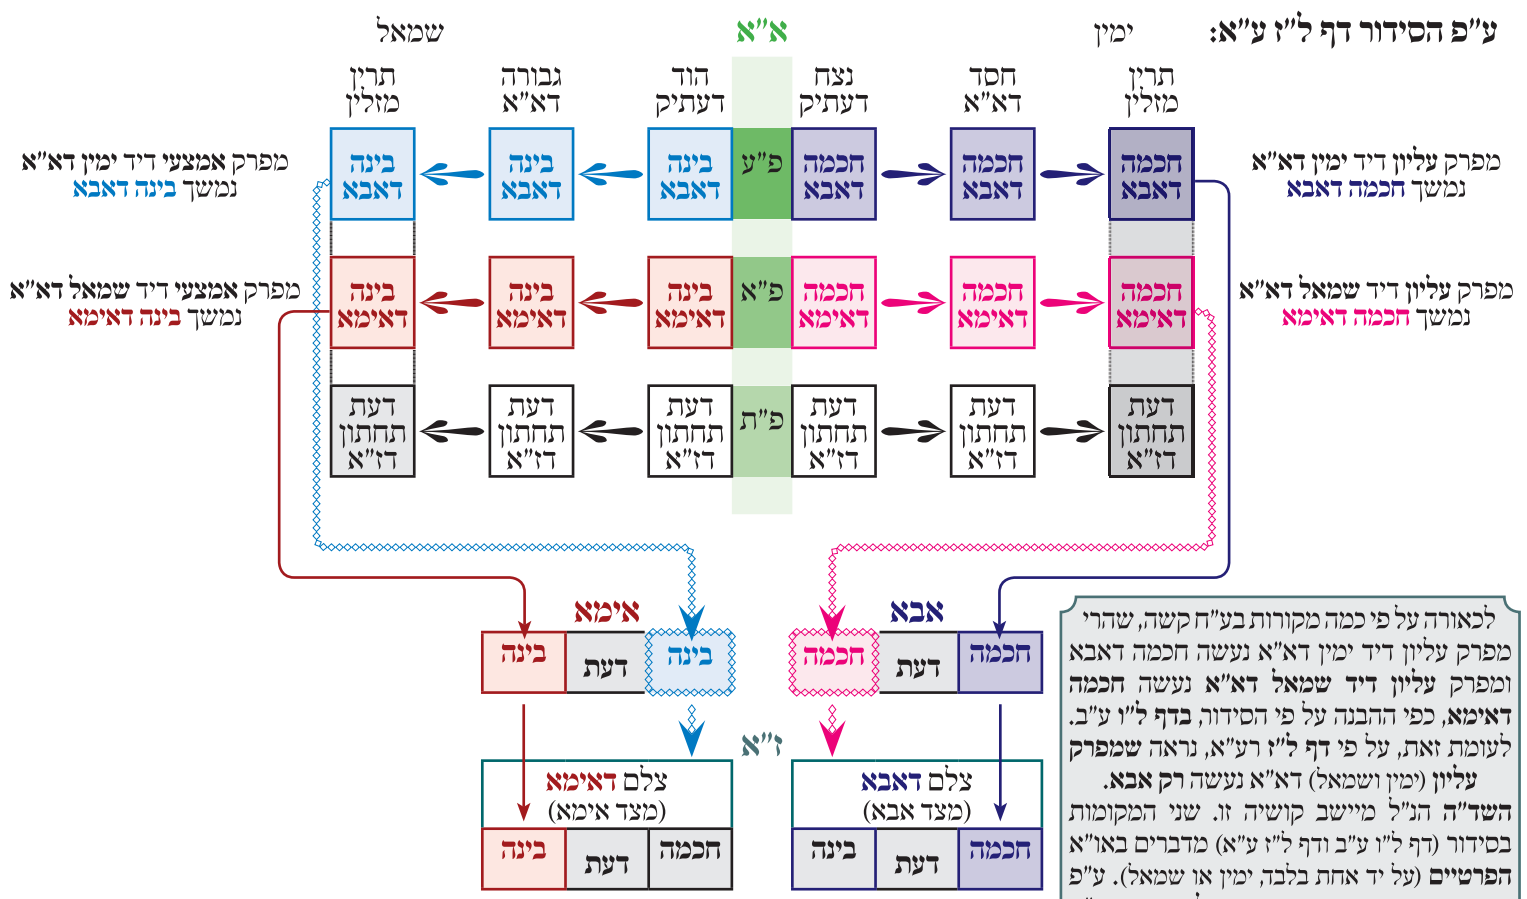 ע״פ הסידור דף ל״ז ע״א:
ימין
א״א
שמאל
תרין
מזלין
חסד
דא״א
נצח
דעתיק
הוד
דעתיק
גבורה
דא״א
תרין
מזלין
מפרק עליון דיד ימין דא״א
נמשך חכמה דאבא
חכמה
דאבא
חכמה
דאבא
חכמה
דאבא
פ״ע
בינה
דאבא
בינה
דאבא
בינה
דאבא
מפרק אמצעי דיד ימין דא״א
נמשך בינה דאבא
מפרק עליון דיד שמאל דא״א
נמשך חכמה דאימא
חכמה
דאימא
חכמה
דאימא
חכמה
דאימא
פ״א
בינה
דאימא
בינה
דאימא
בינה
דאימא
מפרק אמצעי דיד שמאל דא״א
נמשך בינה דאימא
דעת
תחתון
דז״א
דעת
תחתון
דז״א
דעת
תחתון
דז״א
פ״ת
דעת
תחתון
דז״א
דעת
תחתון
דז״א
דעת
תחתון
דז״א
אבא
חכמה
דעת
חכמה
אימא
בינה
דעת
בינה
ז״א
צלם דאבא
(מצד אבא)
חכמה
דעת
בינה
צלם דאימא
(מצד אימא)
חכמה
דעת
בינה
לכאורה על פי כמה מקורות בע״ח קשה, שהרי
מפרק עליון דיד ימין דא״א נעשה חכמה דאבא
ומפרק עליון דיד שמאל דא״א נעשה חכמה
דאימא, כפי ההבנה על פי הסידור, בדף ל״ו ע״ב.
לעומת זאת, על פי דף ל״ז רע״א, נראה שמפרק
עליון (ימין ושמאל) דא״א נעשה רק אבא.
השד״ה הנ״ל מיישב קושיה זו. שני המקומות
בסידור (דף ל״ו ע״ב ודף ל״ז ע״א) מדברים באו״א
הפרטיים (על יד אחת בלבד, ימין או שמאל). ע״פ